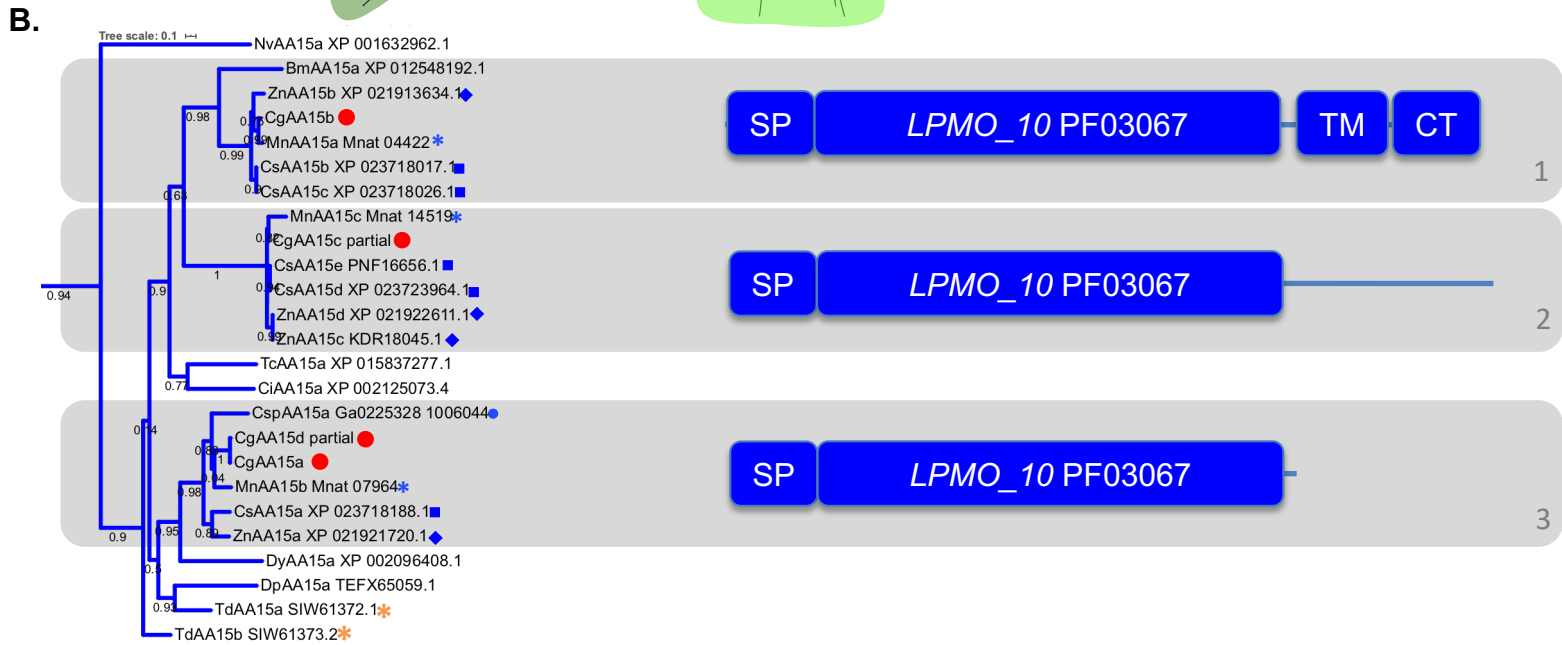 B.
Tree scale: 0.1
NvAA15a XP 001632962.1
BmAA15a XP 012548192.1
ZnAA15b XP 021913634.1
CgAA15b
MnAA15a Mnat 04422
CsAA15b XP 023718017.1
CsAA15c XP 023718026.1
0.98
0.99
0.63
SP LPMO_10 PF03067 TM CT
1
MnAA15c Mnat 14519
CgAA15c partial
CsAA15e PNF16656.1
CsAA15d XP 023723964.1
ZnAA15d XP 021922611.1
ZnAA15c KDR18045.1
1
0.94
0.9
SP LPMO_10 PF03067
2
TcAA15a XP 015837277.1
CiAA15a XP 002125073.4
0.77
CspAA15a Ga0225328 1006044
CgAA15d partial
CgAA15a
MnAA15b Mnat 07964
CsAA15a XP 023718188.1
ZnAA15a XP 021921720.1
1
0.98
0.95
0.9
SP LPMO_10 PF03067
3
DyAA15a XP 002096408.1
DpAA15a TEFX65059.1
TdAA15a SIW61372.1
TdAA15b SIW61373.2
0.93